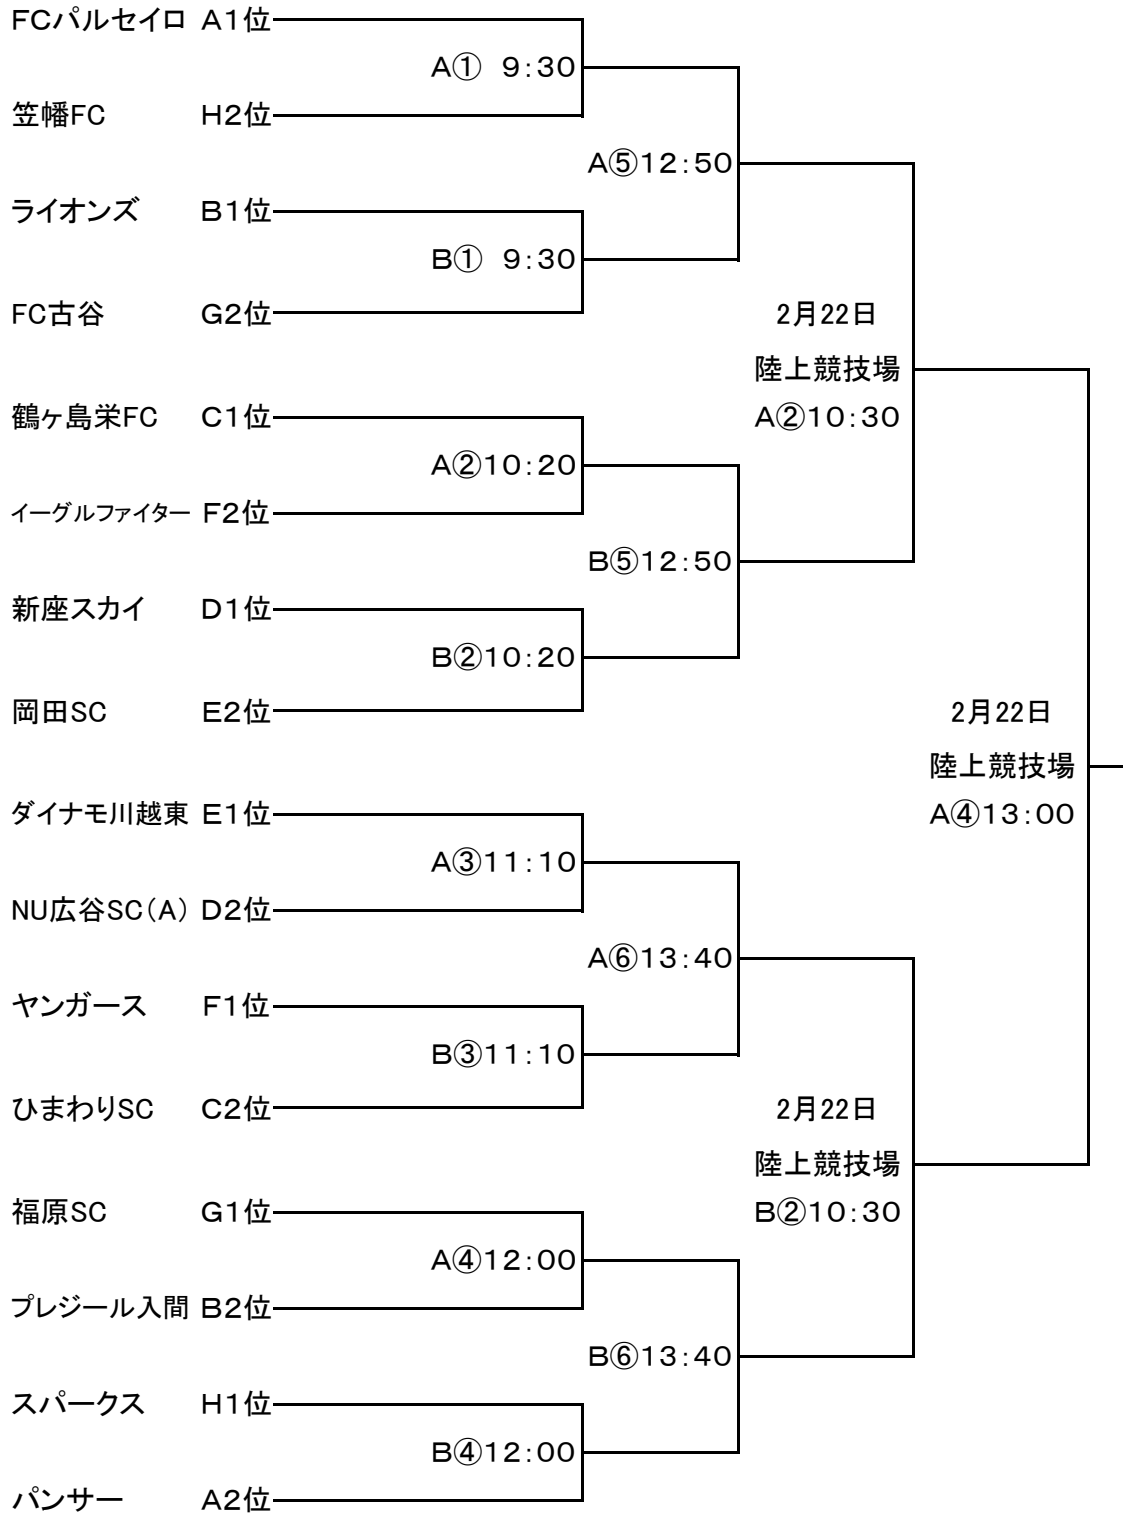 FCパルセイロ A1位
A① 9:30
笠幡FC H2位
A⑤12:50
ライオンズ B1位
B① 9:30
FC古谷 G2位
2月22日
陸上競技場
A②10:30
鶴ヶ島栄FC C1位
A②10:20
イーグルファイター F2位
B⑤12:50
新座スカイ D1位
B②10:20
岡田SC E2位
2月22日
陸上競技場
A④13:00
ダイナモ川越東 E1位
A③11:10
NU広谷SC(A) D2位
A⑥13:40
ヤンガース F1位
B③11:10
ひまわりSC C2位
2月22日
陸上競技場
B②10:30
福原SC G1位
A④12:00
プレジール入間 B2位
B⑥13:40
スパークス H1位
B④12:00
パンサー A2位